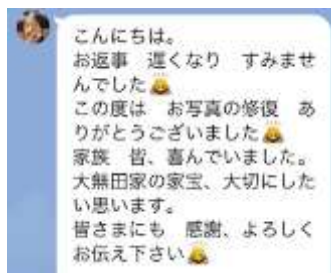 こんにちは。
お返事　遅くなり　すみませ
んでした🙇
この度は　お写真の修復　あ
りがとうございました🙇
家族　皆、喜んでいました。
大無田家の家宝、大切にした
い思います。
皆さまにも　感謝、よろしく
お伝え下さい🙇